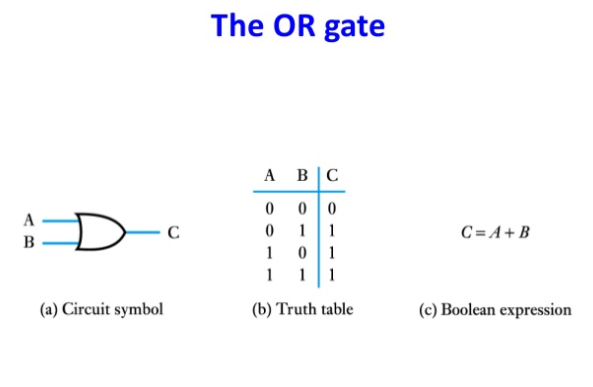 The OR gate
A B C
0 0 0
0 1 1
1 0 1
1 1 1
A
B
C
C = A + B
(a) Circuit symbol
(b) Truth table
(c) Boolean expression